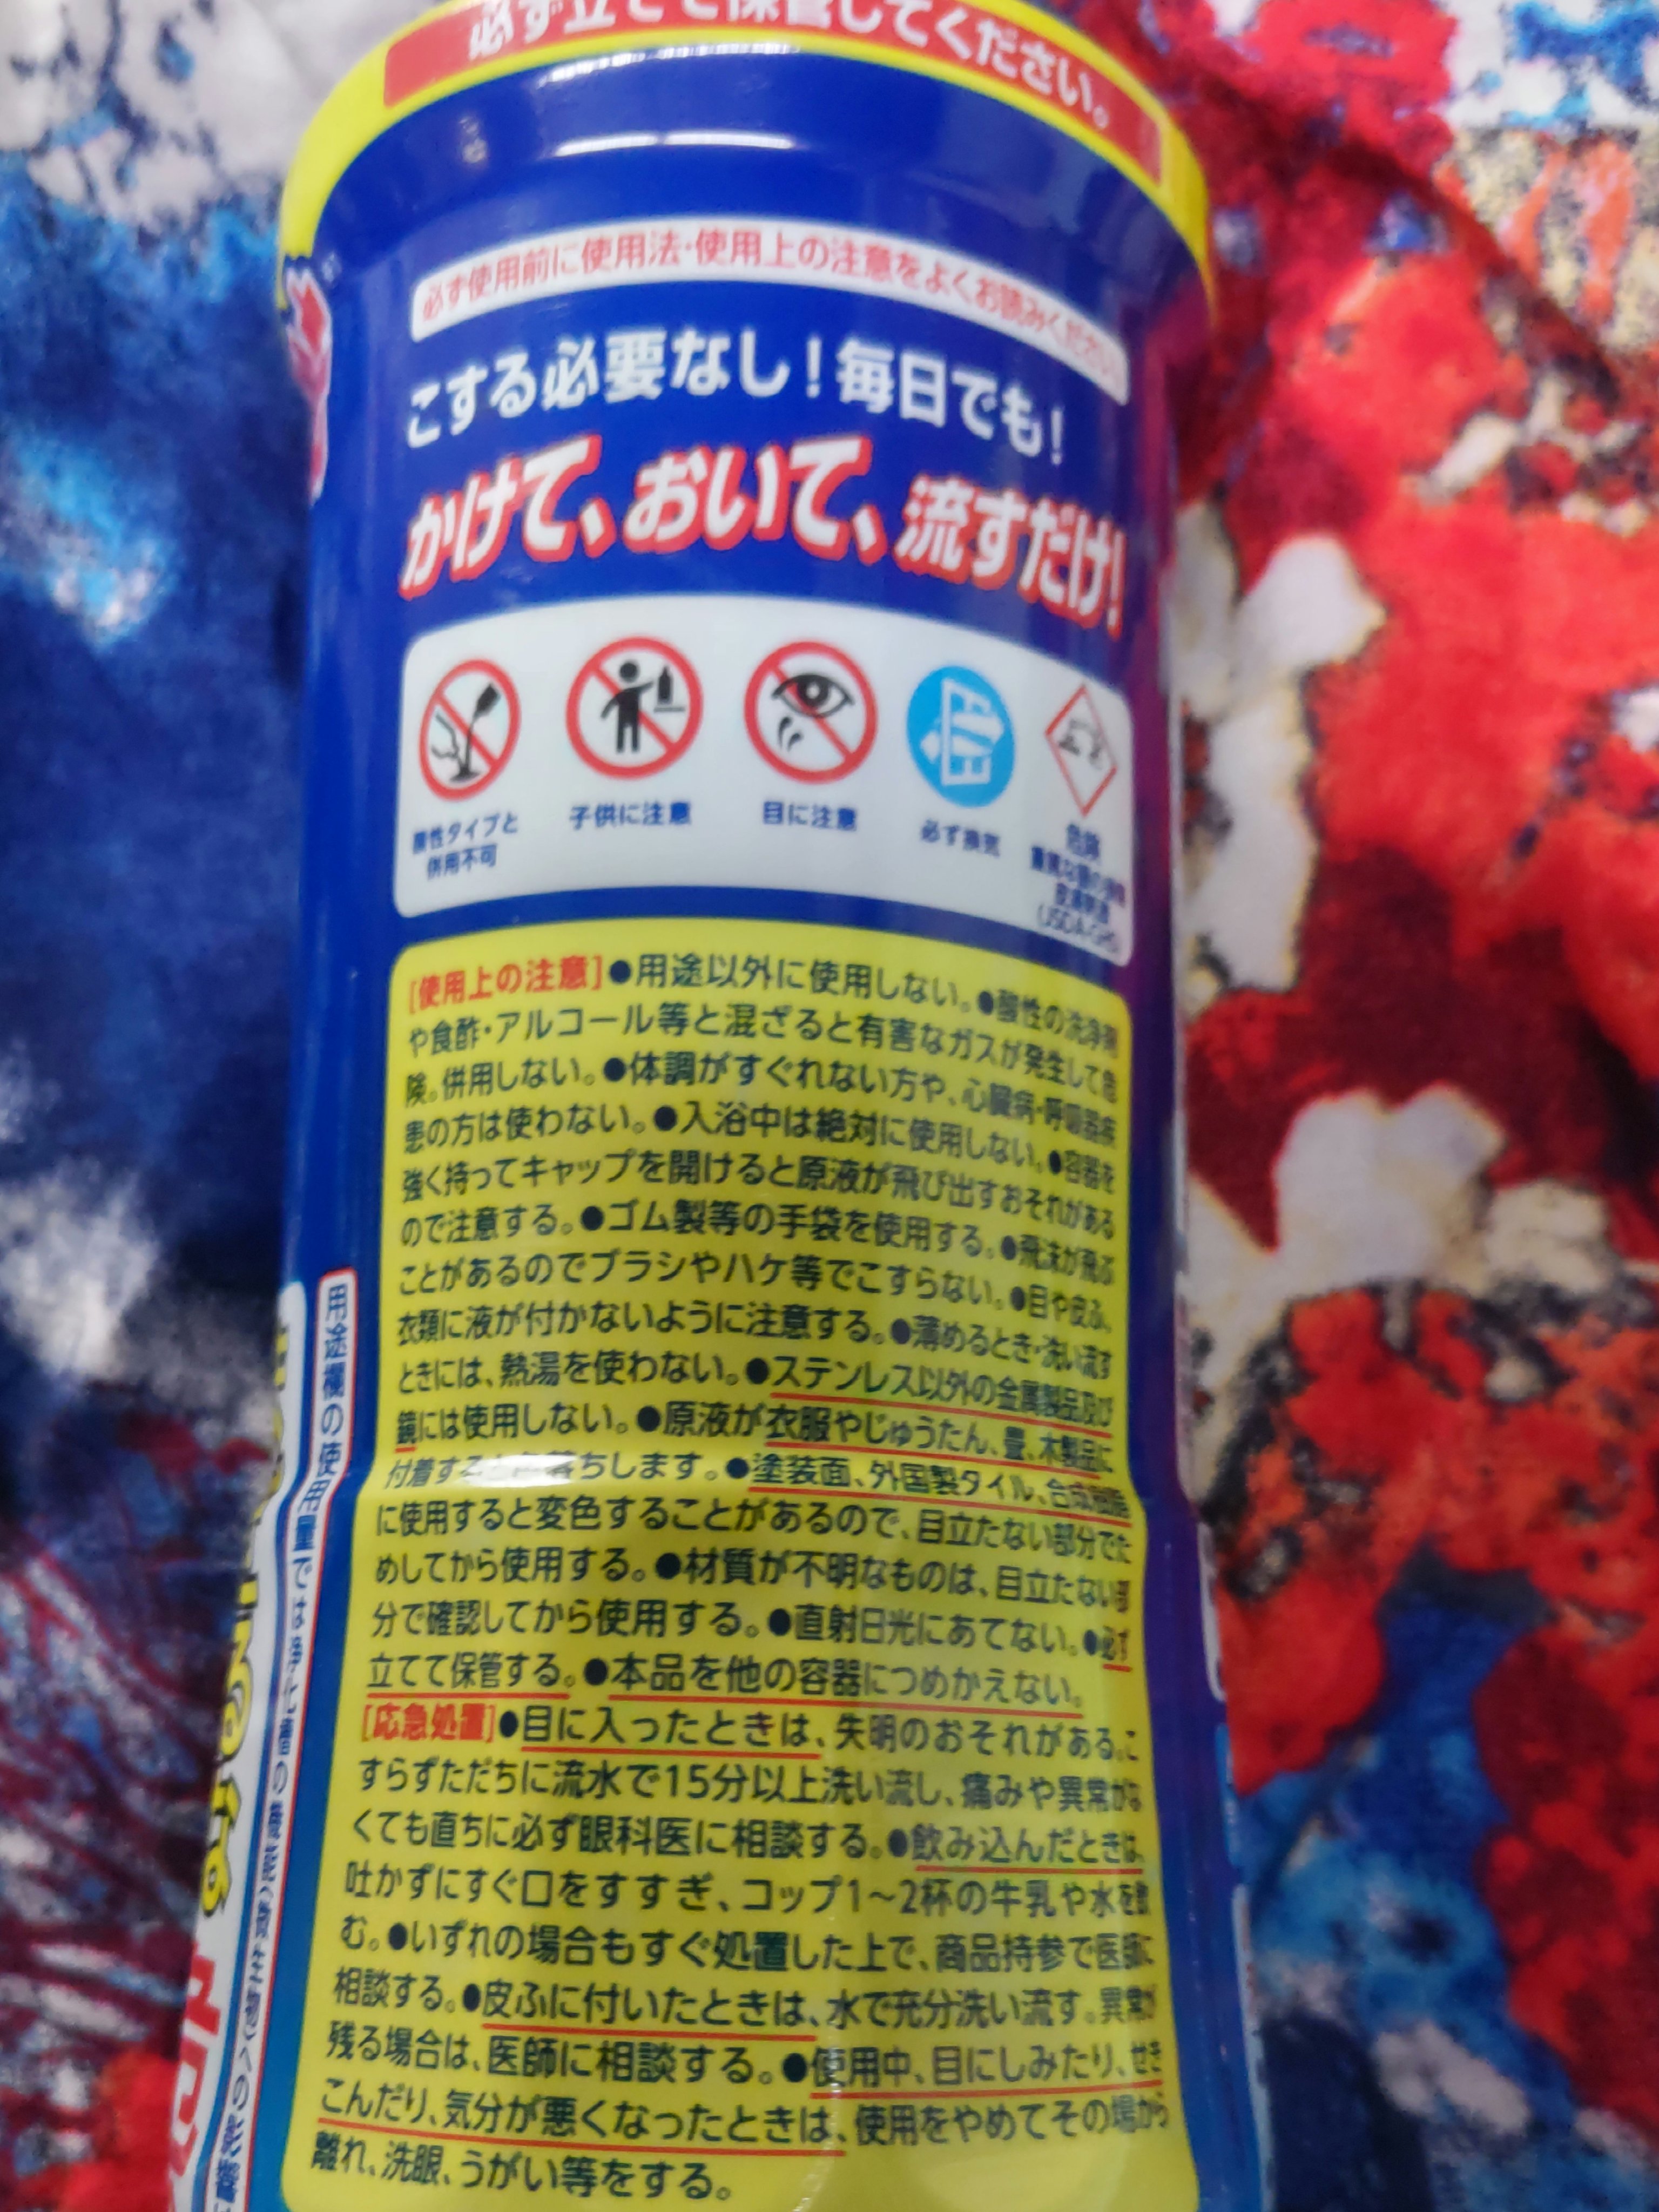 必ず立てて保管してください。
必ず使用前に使用法・使用上の注意をよくお読みください
こする必要なし！毎日でも！
かけて、おいて、流すだけ！
酸性タイプと
併用不可
子供に注意
目に注意
必ず換気
危険
皮膚刺激
(JSDA-GHS)
[使用上の注意]●用途以外に使用しない。●酸性の洗浄剤
や食酢・アルコール等と混ざると有害なガスが発生して危
険。併用しない。●体調がすぐれない方や、心臓病・呼吸器疾
患の方は使わない。●入浴中は絶対に使用しない。●容器を
強く持ってキャップを開けると原液が飛び出すおそれがある
ので注意する。●ゴム製等の手袋を使用する。●飛沫が飛ぶ
ことがあるのでブラシやハケ等でこすらない。●目や皮ふ、
衣類に液が付かないように注意する。●薄めるとき・洗い流す
ときには、熱湯を使わない。●ステンレス以外の金属製品及び
鏡には使用しない。●原液が衣服やじゅうたん、畳、木製品に
付着すると色落ちします。●塗装面、外国製タイル、合成樹脂
に使用すると変色することがあるので、目立たない部分でた
めしてから使用する。●材質が不明なものは、目立たない部
分で確認してから使用する。●直射日光にあてない。●必ず
立てて保管する。●本品を他の容器につめかえない。
[応急処置]●目に入ったときは、失明のおそれがある。こ
すらずただちに流水で15分以上洗い流し、痛みや異常がな
くても直ちに必ず眼科医に相談する。●飲み込んだときは、
吐かずにすぐ口をすすぎ、コップ1〜2杯の牛乳や水を飲
む。●いずれの場合もすぐ処置した上で、商品持参で医師に
相談する。●皮ふに付いたときは、水で充分洗い流す。異常が
残る場合は、医師に相談する。●使用中、目にしみたり、せき
こんだり、気分が悪くなったときは、使用をやめてその場から
離れ、洗眼、うがい等をする。
用途欄の使用量では浄化槽の